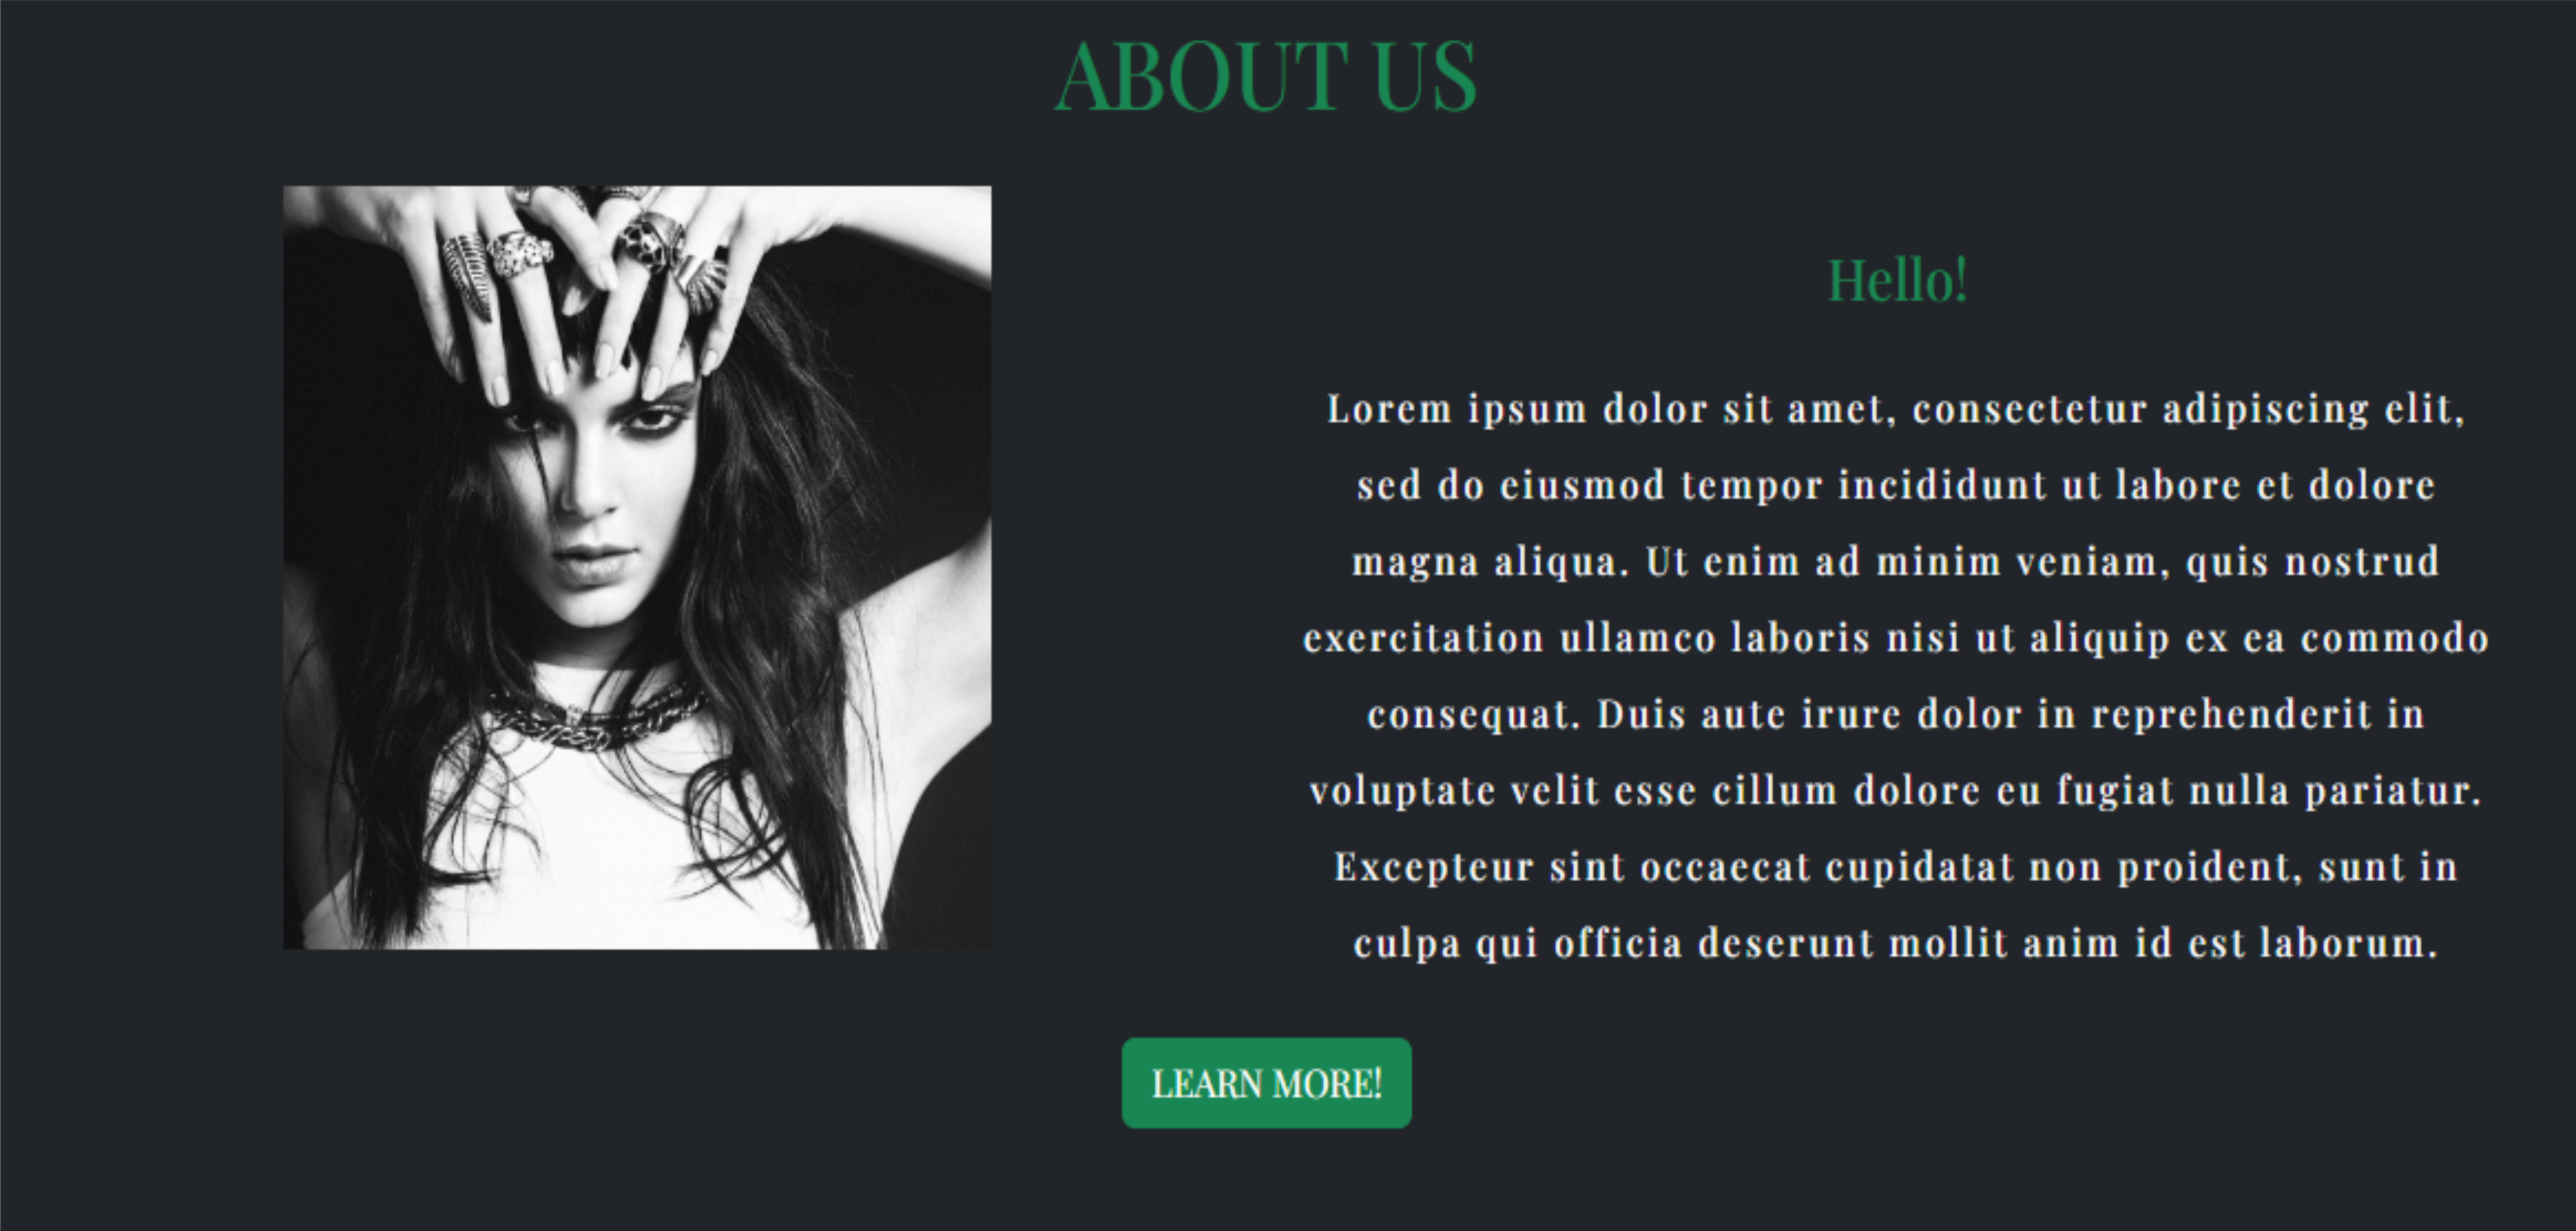 ABOUT US
Hello!
Lorem ipsum dolor sit amet, consectetur adipiscing elit,
sed do eiusmod tempor incididunt ut labore et dolore
magna aliqua. Ut enim ad minim veniam, quis nostrud
exercitation ullamco laboris nisi ut aliquip ex ea commodo
consequat. Duis aute irure dolor in reprehenderit in
voluptate velit esse cillum dolore eu fugiat nulla pariatur.
Excepteur sint occaecat cupidatat non proident, sunt in
culpa qui officia deserunt mollit anim id est laborum.
LEARN MORE!